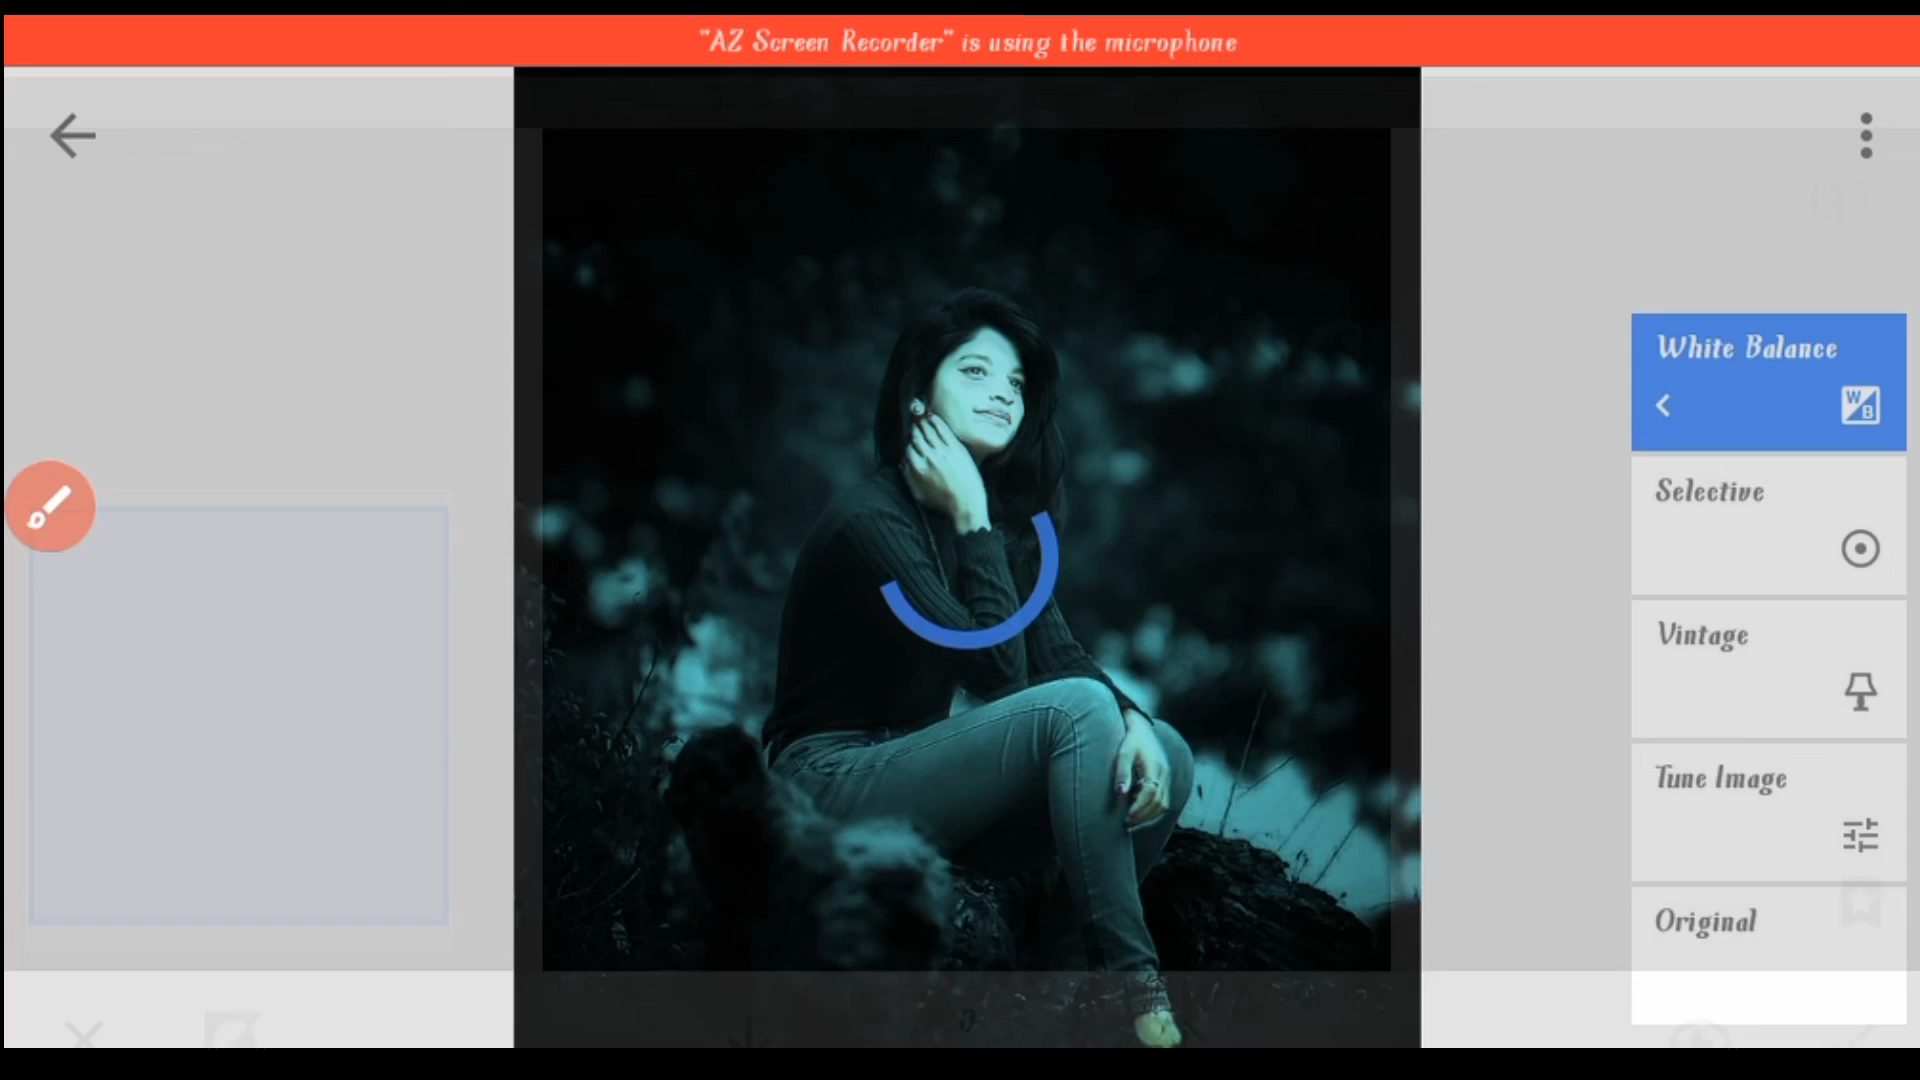 "AZ Screen Recorder" is using the microphone
White Balance
W
B
Selective
Vintage
Tune Image
Original